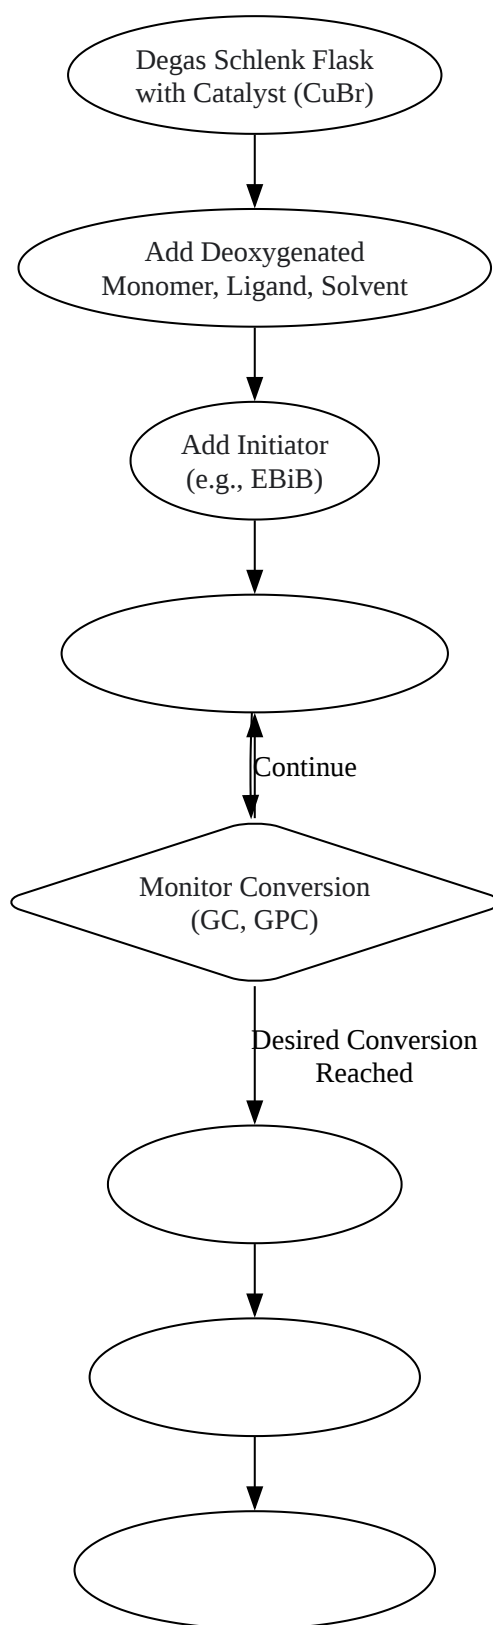 Degas Schlenk Flask
with Catalyst (CuBr)
Add Deoxygenated
Monomer, Ligand, Solvent
Add Initiator
(e.g., EBiB)
Continue
Monitor Conversion
(GC, GPC)
Desired Conversion
Reached